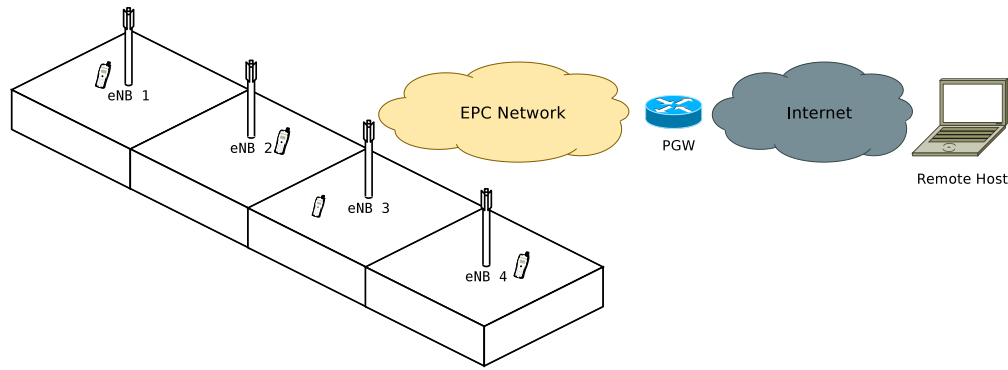 eNB 1
eNB 2
eNB 3
eNB 4
EPC Network
PGW
Internet
Remote Host